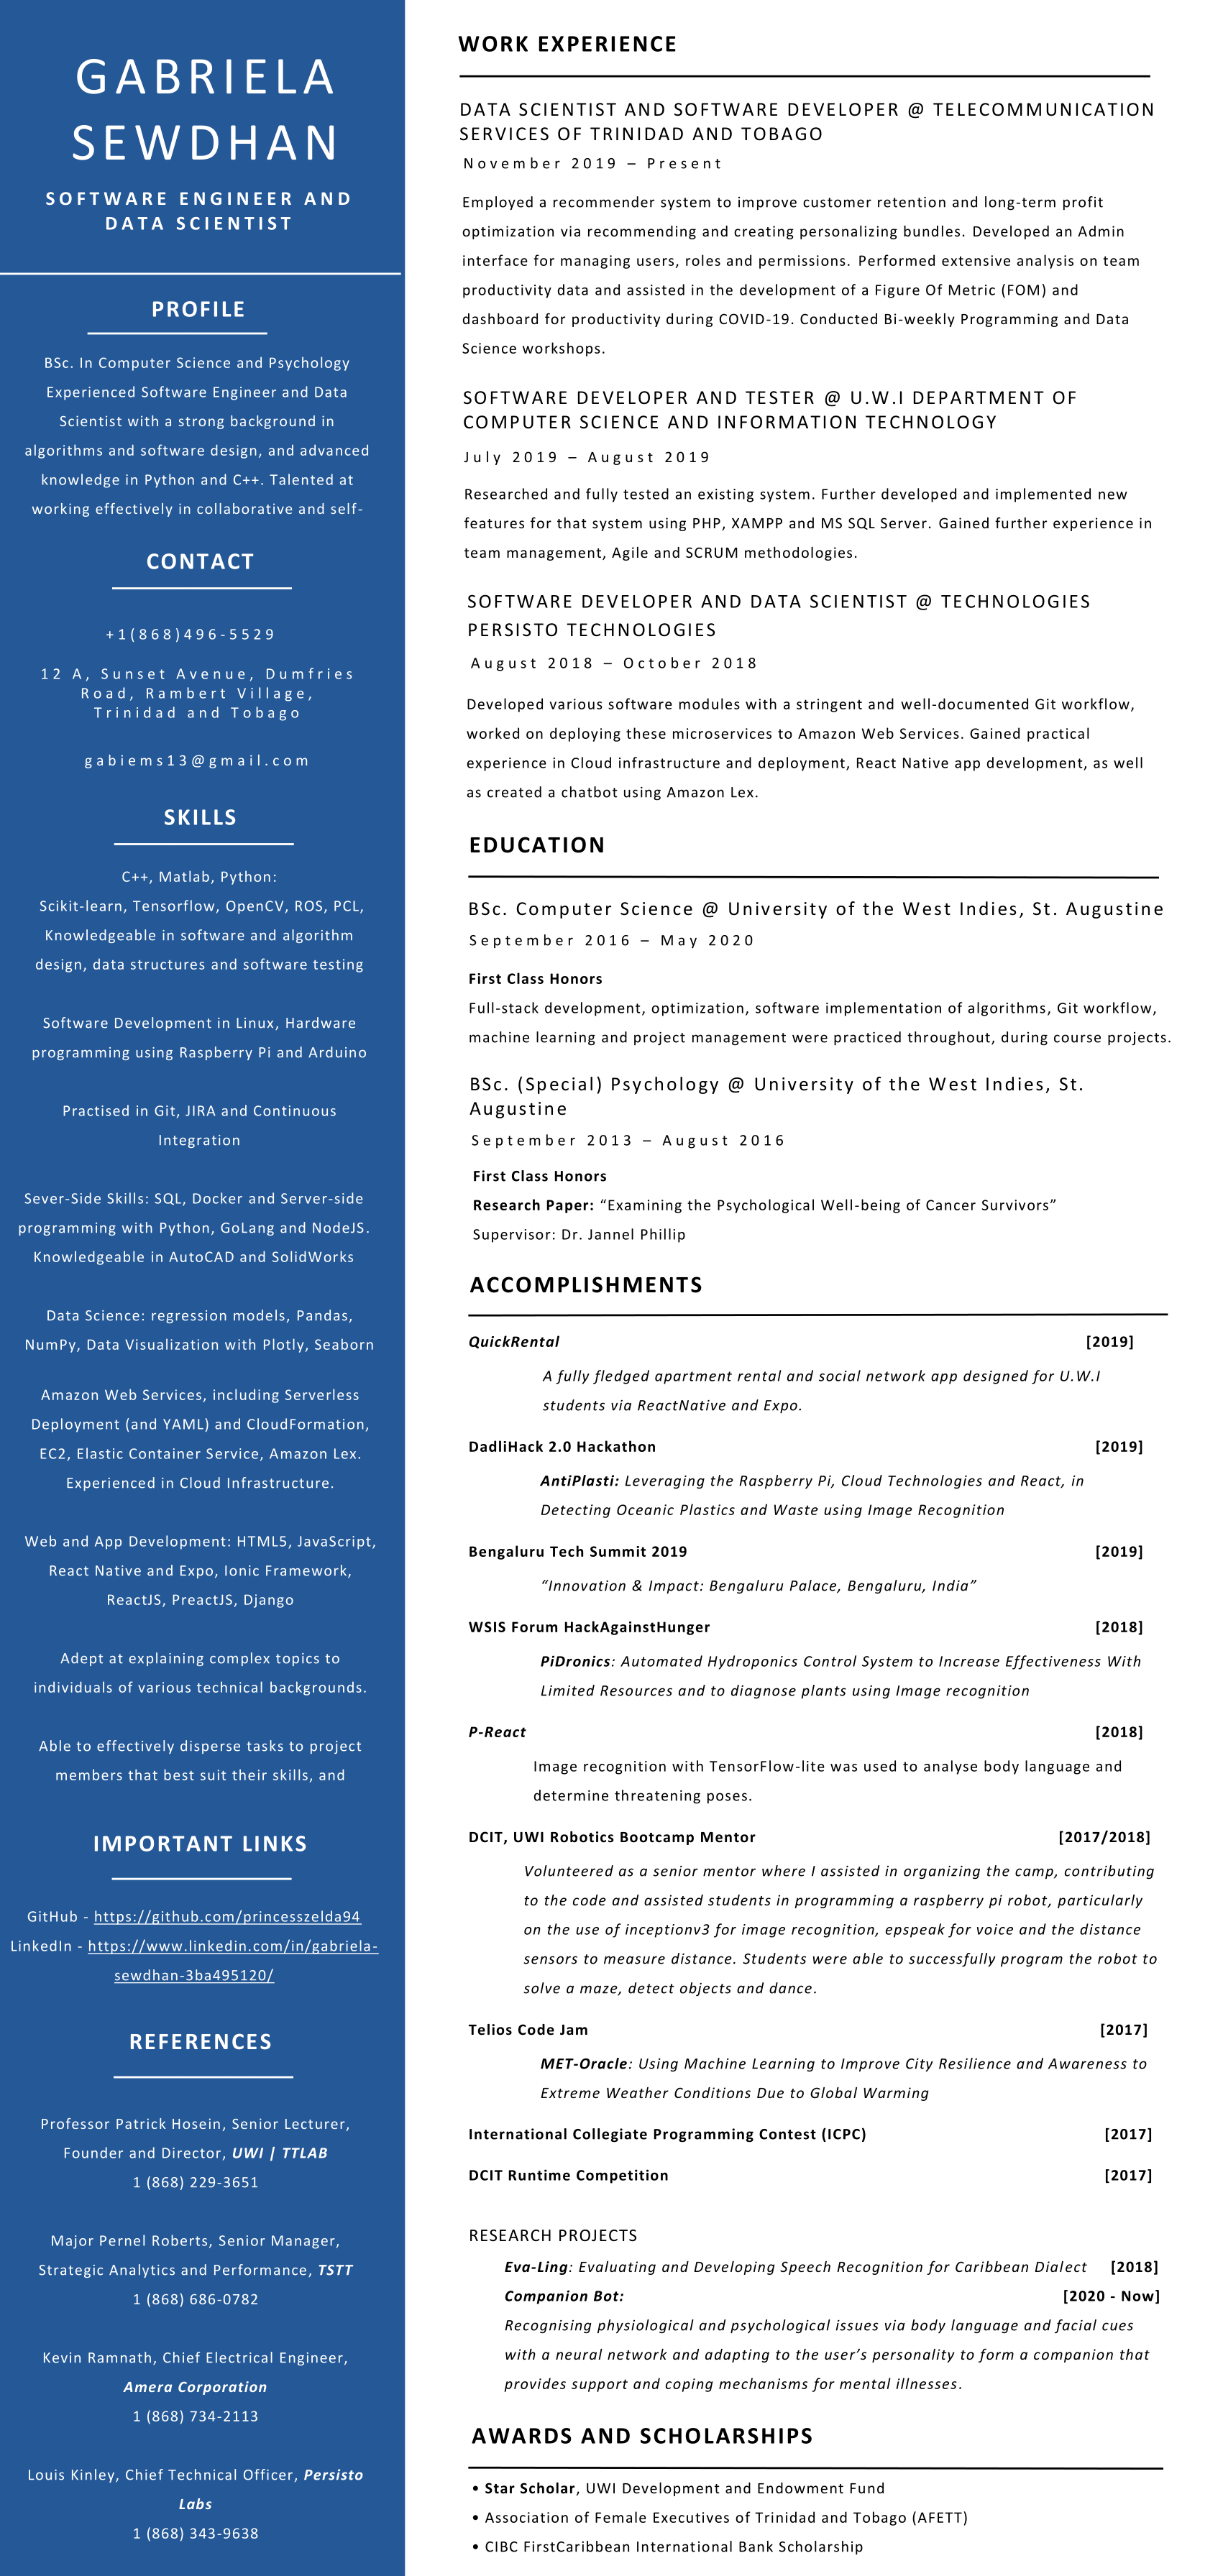 GABRIELA
SEWDHAN
SOFTWARE ENGINEER AND
DATA SCIENTIST
PROFILE
BSc. In Computer Science and Psychology
Experienced Software Engineer and Data
Scientist with a strong background in
algorithms and software design, and advanced
knowledge in Python and C++. Talented at
working effectively in collaborative and self-
CONTACT
+1(868)496-5529
12 A, Sunset Avenue, Dumfries
Road, Rambert Village,
Trinidad and Tobago
gabiems13@gmail.com
SKILLS
C++, Matlab, Python:
Scikit-learn, Tensorflow, OpenCV, ROS, PCL,
Knowledgeable in software and algorithm
design, data structures and software testing
Software Development in Linux, Hardware
programming using Raspberry Pi and Arduino
Practised in Git, JIRA and Continuous
Integration
Sever-Side Skills: SQL, Docker and Server-side
programming with Python, GoLang and NodeJS.
Knowledgeable in AutoCAD and SolidWorks
Data Science: regression models, Pandas,
NumPy, Data Visualization with Plotly, Seaborn
Amazon Web Services, including Serverless
Deployment (and YAML) and CloudFormation,
EC2, Elastic Container Service, Amazon Lex.
Experienced in Cloud Infrastructure.
Web and App Development: HTML5, JavaScript,
React Native and Expo, Ionic Framework,
ReactJS, PreactJS, Django
Adept at explaining complex topics to
individuals of various technical backgrounds.
Able to effectively disperse tasks to project
members that best suit their skills, and
IMPORTANT LINKS
GitHub - https://github.com/princesszelda94
LinkedIn - https://www.linkedin.com/in/gabriela-
sewdhan-3ba495120/
REFERENCES
Professor Patrick Hosein, Senior Lecturer,
Founder and Director, UWI | TTLAB
1 (868) 229-3651
Major Pernel Roberts, Senior Manager,
Strategic Analytics and Performance, TSTT
1 (868) 686-0782
Kevin Ramnath, Chief Electrical Engineer,
Amera Corporation
1 (868) 734-2113
Louis Kinley, Chief Technical Officer, Persisto
Labs
1 (868) 343-9638
WORK EXPERIENCE
DATA SCIENTIST AND SOFTWARE DEVELOPER @ TELECOMMUNICATION
SERVICES OF TRINIDAD AND TOBAGO
November 2019 – Present
Employed a recommender system to improve customer retention and long-term profit
optimization via recommending and creating personalizing bundles. Developed an Admin
interface for managing users, roles and permissions. Performed extensive analysis on team
productivity data and assisted in the development of a Figure Of Metric (FOM) and
dashboard for productivity during COVID-19. Conducted Bi-weekly Programming and Data
Science workshops.
SOFTWARE DEVELOPER AND TESTER @ U.W.I DEPARTMENT OF
COMPUTER SCIENCE AND INFORMATION TECHNOLOGY
July 2019 – August 2019
Researched and fully tested an existing system. Further developed and implemented new
features for that system using PHP, XAMPP and MS SQL Server. Gained further experience in
team management, Agile and SCRUM methodologies.
SOFTWARE DEVELOPER AND DATA SCIENTIST @ TECHNOLOGIES
PERSISTO TECHNOLOGIES
August 2018 – October 2018
Developed various software modules with a stringent and well-documented Git workflow,
worked on deploying these microservices to Amazon Web Services. Gained practical
experience in Cloud infrastructure and deployment, React Native app development, as well
as created a chatbot using Amazon Lex.
EDUCATION
BSc. Computer Science @ University of the West Indies, St. Augustine
September 2016 – May 2020
First Class Honors
Full-stack development, optimization, software implementation of algorithms, Git workflow,
machine learning and project management were practiced throughout, during course projects.
BSc. (Special) Psychology @ University of the West Indies, St.
Augustine
September 2013 – August 2016
First Class Honors
Research Paper: “Examining the Psychological Well-being of Cancer Survivors”
Supervisor: Dr. Jannel Phillip
ACCOMPLISHMENTS
QuickRental [2019]
A fully fledged apartment rental and social network app designed for U.W.I
students via ReactNative and Expo.
DadliHack 2.0 Hackathon [2019]
AntiPlasti: Leveraging the Raspberry Pi, Cloud Technologies and React, in
Detecting Oceanic Plastics and Waste using Image Recognition
Bengaluru Tech Summit 2019 [2019]
“Innovation & Impact: Bengaluru Palace, Bengaluru, India”
WSIS Forum HackAgainstHunger [2018]
PiDronics: Automated Hydroponics Control System to Increase Effectiveness With
Limited Resources and to diagnose plants using Image recognition
P-React [2018]
Image recognition with TensorFlow-lite was used to analyse body language and
determine threatening poses.
DCIT, UWI Robotics Bootcamp Mentor [2017/2018]
Volunteered as a senior mentor where I assisted in organizing the camp, contributing
to the code and assisted students in programming a raspberry pi robot, particularly
on the use of inceptionv3 for image recognition, epspeak for voice and the distance
sensors to measure distance. Students were able to successfully program the robot to
solve a maze, detect objects and dance.
Telios Code Jam [2017]
MET-Oracle: Using Machine Learning to Improve City Resilience and Awareness to
Extreme Weather Conditions Due to Global Warming
International Collegiate Programming Contest (ICPC) [2017]
DCIT Runtime Competition [2017]
RESEARCH PROJECTS
Eva-Ling: Evaluating and Developing Speech Recognition for Caribbean Dialect [2018]
Companion Bot: [2020 - Now]
Recognising physiological and psychological issues via body language and facial cues
with a neural network and adapting to the user’s personality to form a companion that
provides support and coping mechanisms for mental illnesses.
AWARDS AND SCHOLARSHIPS
• Star Scholar, UWI Development and Endowment Fund
• Association of Female Executives of Trinidad and Tobago (AFETT)
• CIBC FirstCaribbean International Bank Scholarship